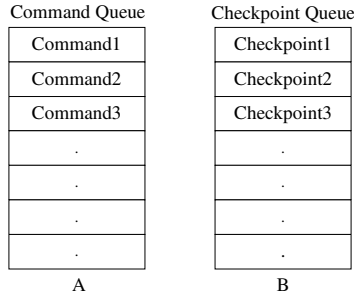 Command Queue
Checkpoint Queue
Command1
Checkpoint1
Command2
Checkpoint2
Command3
Checkpoint3
.
.
.
.
.
.
.
.
A
B